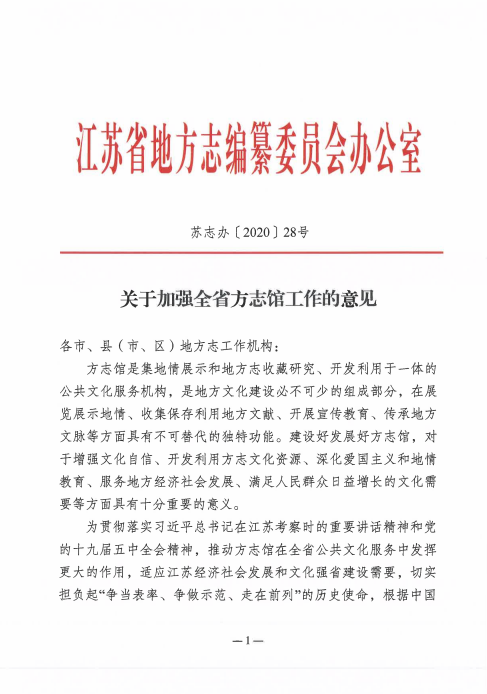 江苏省地方志编纂委员会办公室
苏志办〔2020〕28号
关于加强全省方志馆工作的意见
各市、县（市、区）地方志工作机构：
方志馆是集地情展示和地方志收藏研究、开发利用于一体的
公共文化服务机构，是地方文化建设必不可少的组成部分，在展
览展示地情、收集保存利用地方文献、开展宣传教育、传承地方
文脉等方面具有不可替代的独特功能。建设好发展好方志馆，对
于增强文化自信、开发利用方志文化资源、深化爱国主义和地情
教育、服务地方经济社会发展、满足人民群众日益增长的文化需
要等方面具有十分重要的意义。
为贯彻落实习近平总书记在江苏考察时的重要讲话精神和党
的十九届五中全会精神，推动方志馆在全省公共文化服务中发挥
更大的作用，适应江苏经济社会发展和文化强省建设需要，切实
担负起“争当表率、争做示范、走在前列”的历史使命，根据中国
—1—